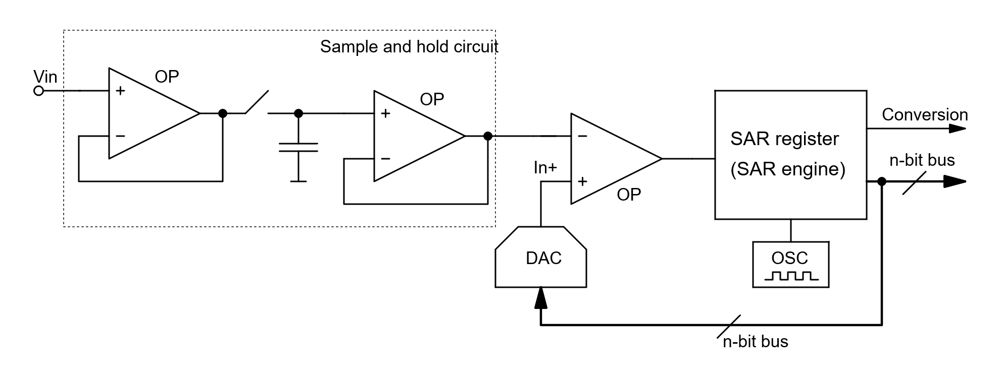 Sample and hold circuit
Vin
OP
OP
Conversion
SAR register
(SAR engine)
n-bit bus
In+
OP
DAC
OSC
n-bit bus